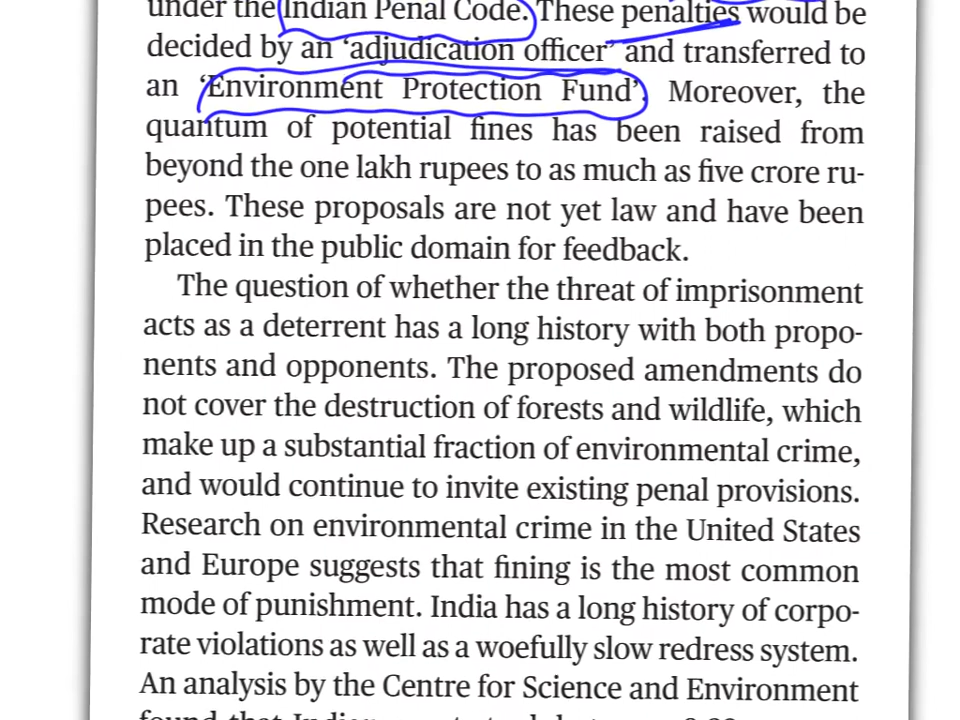 under the Indian Penal Code. These penalties would be
decided by an ‘adjudication officer’ and transferred to
an ‘Environment Protection Fund’. Moreover, the
quantum of potential fines has been raised from
beyond the one lakh rupees to as much as five crore ru-
pees. These proposals are not yet law and have been
placed in the public domain for feedback.
The question of whether the threat of imprisonment
acts as a deterrent has a long history with both propo-
nents and opponents. The proposed amendments do
not cover the destruction of forests and wildlife, which
make up a substantial fraction of environmental crime,
and would continue to invite existing penal provisions.
Research on environmental crime in the United States
and Europe suggests that fining is the most common
mode of punishment. India has a long history of corpo-
rate violations as well as a woefully slow redress system.
An analysis by the Centre for Science and Environment
found that